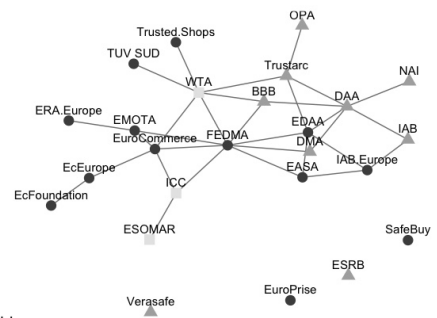 OPA
Trusted.Shops
TUV SUD
Trustarc
WTA
NAI
BBB
DAA
ERA.Europe
EMOTA
EDAA
EuroCommerce
FEDMA
DMA
IAB
EcEurope
EASA
IAB.Europe
ICC
EcFoundation
ESOMAR
SafeBuy
ESRB
EuroPrise
Verasafe